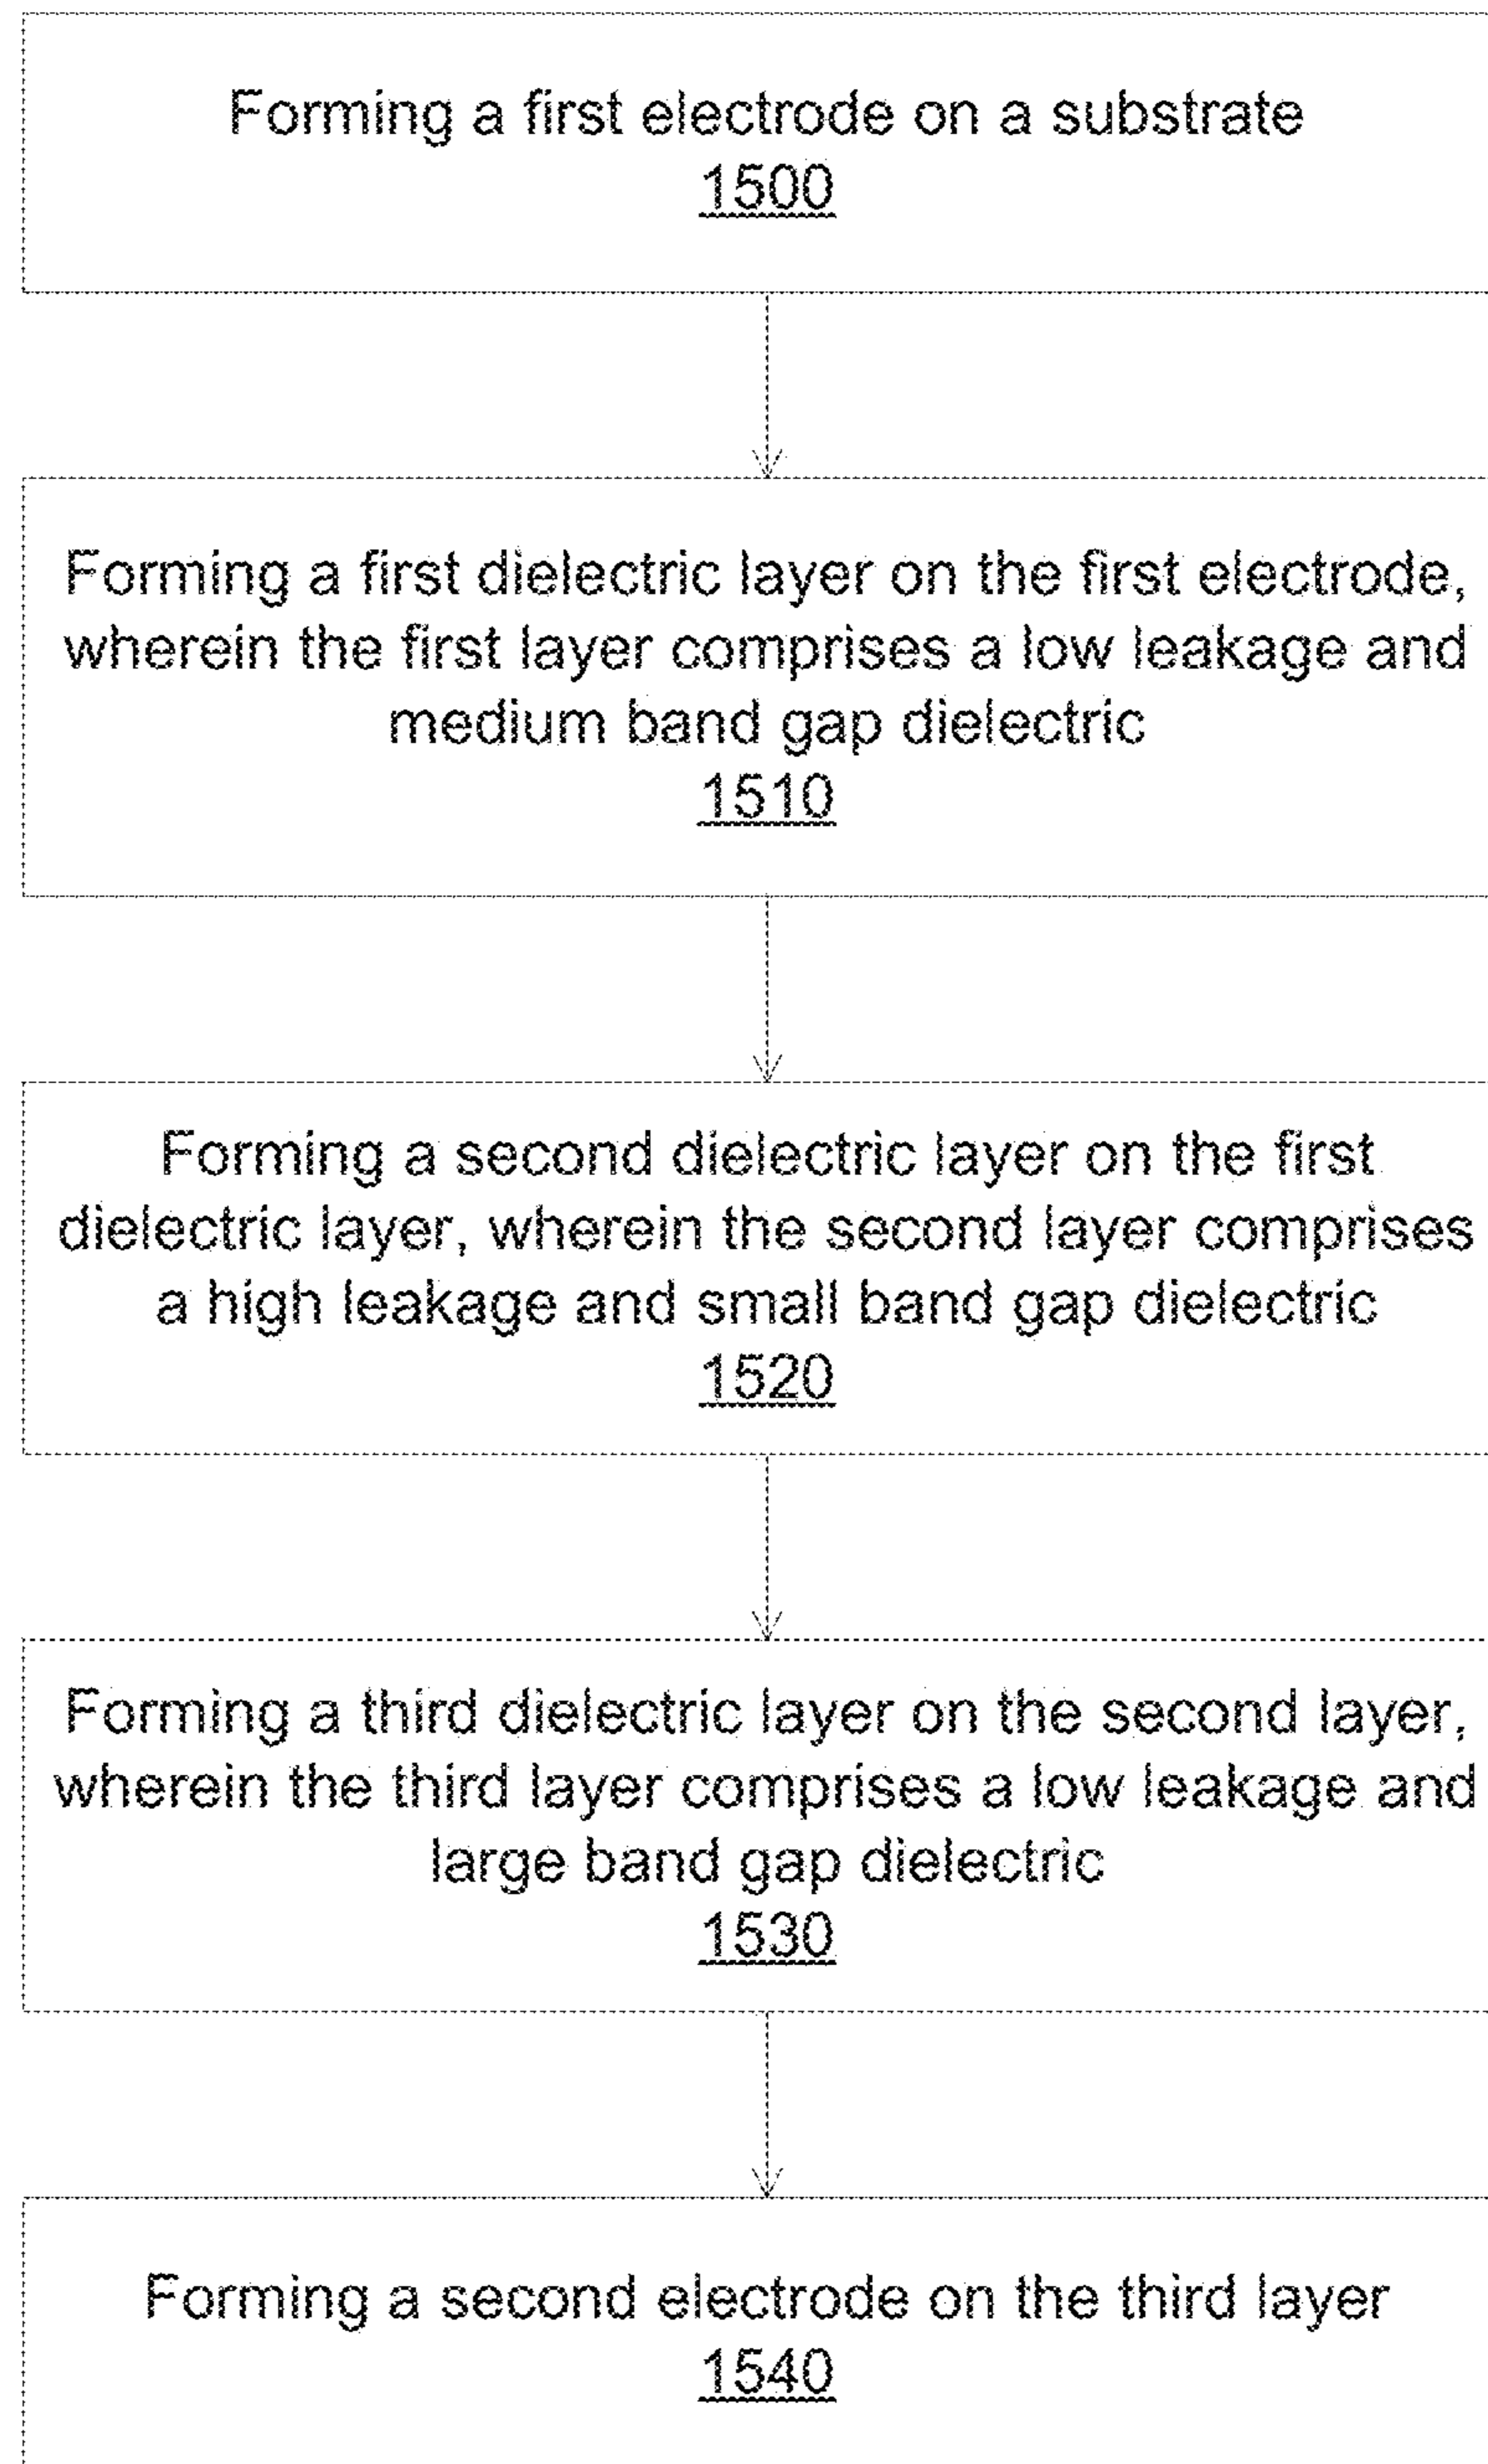 Forming a first electrode on a substrate
1500
Forming a first dielectric layer on the first electrode,
wherein the first layer comprises a low leakage and
medium band gap dielectric
1510
Forming a second dielectric layer on the first
dielectric layer, wherein the second layer comprises
a high leakage and small band gap dielectric
1520
Forming a third dielectric layer on the second layer,
wherein the third layer comprises a low leakage and
large band gap dielectric
1530
Forming a second electrode on the third layer
1540